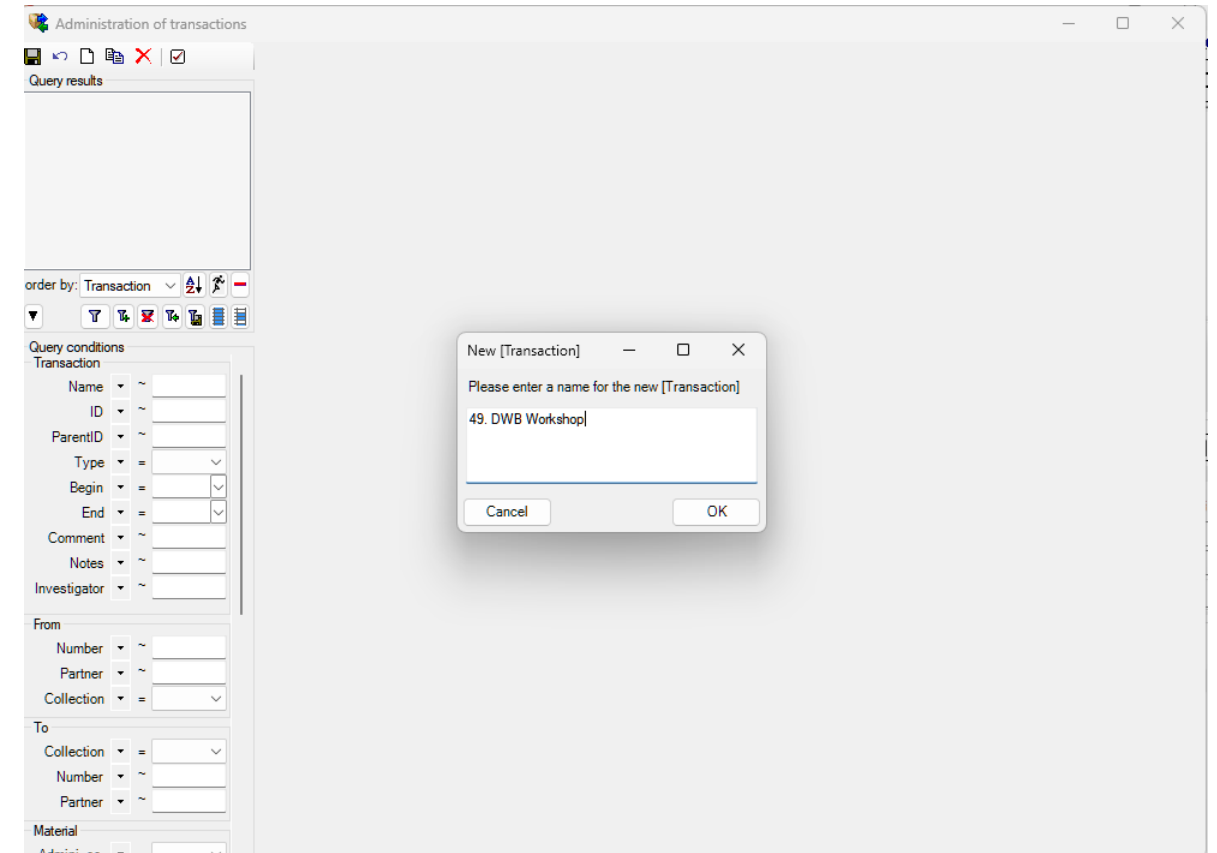 Administration of transactions
Query results
order by: Transaction
Query conditions
Transaction
Name ~
ID ~
ParentID ~
Type =
Begin =
End =
Comment ~
Notes ~
Investigator ~
From
Number ~
Partner ~
Collection =
To
Collection =
Number ~
Partner ~
Material
New [Transaction]
Please enter a name for the new [Transaction]
49. DWB Workshop
Cancel OK